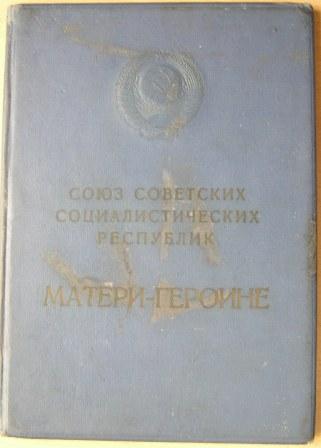 СОЮЗ СОВЕТСКИХ
СОЦИАЛИСТИЧЕСКИХ
РЕСПУБЛИК
МАТЕРИ-ГЕРОИНЕ